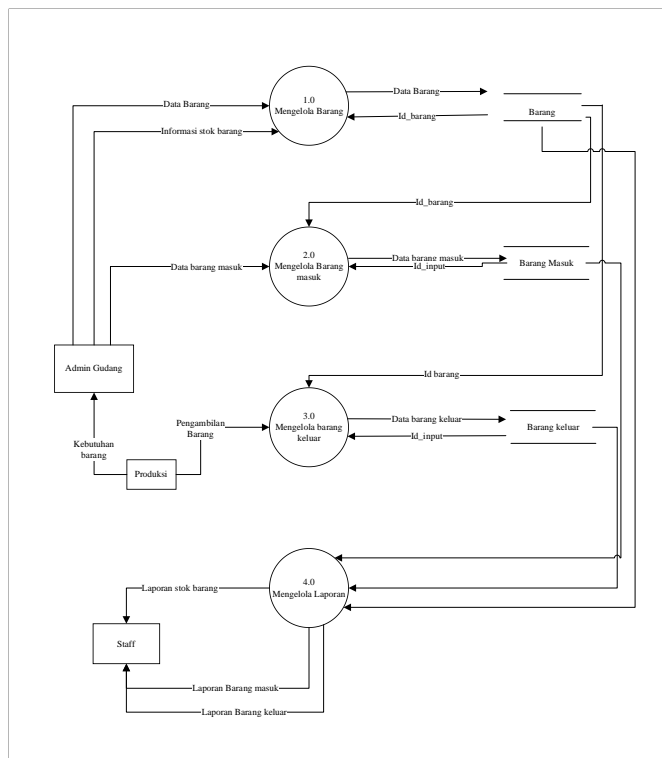 1.0
Mengelola Barang
Data Barang
Id_barang
Barang
Data Barang
Informasi stok barang
Id_barang
2.0
Mengelola Barang
masuk
Data barang masuk
Data barang masuk
Id_input
Barang Masuk
Admin Gudang
Id barang
3.0
Mengelola barang
keluar
Pengambilan
Barang
Data barang keluar
Id_input
Barang keluar
Kebutuhan
barang
Produksi
4.0
Mengelola Laporan
Laporan stok barang
Staff
Laporan Barang masuk
Laporan Barang keluar